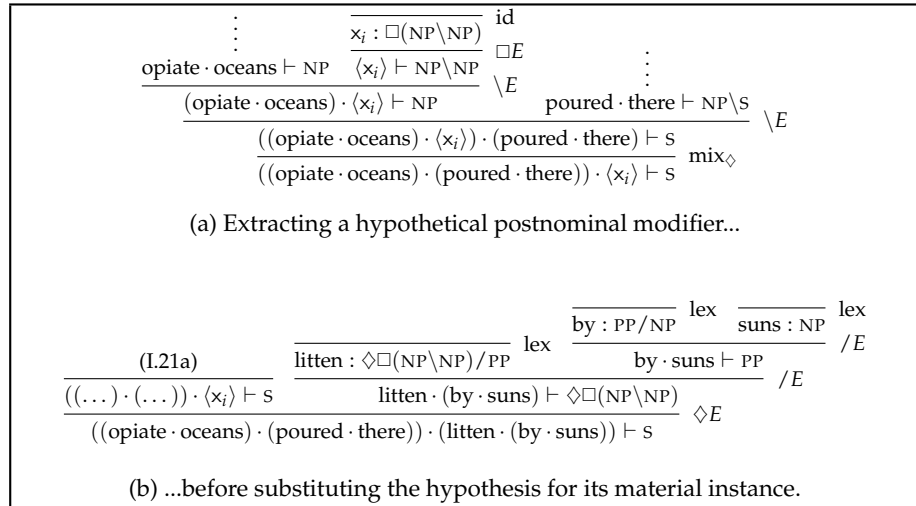 ⋮ x_i : □(NP\NP) id
opiate · oceans ⊢ NP ⟨x_i⟩ ⊢ NP\NP □E ⋮
(opiate · oceans) · ⟨x_i⟩ ⊢ NP \E poured · there ⊢ NP\S
((opiate · oceans) · ⟨x_i⟩) · (poured · there) ⊢ S \E
((opiate · oceans) · (poured · there)) · ⟨x_i⟩ ⊢ S mix◇
(a) Extracting a hypothetical postnominal modifier...
by : PP/NP lex suns : NP lex
(I.21a) litten : ◇□(NP\NP)/PP lex by · suns ⊢ PP /E
((...) · (...)) · ⟨x_i⟩ ⊢ S litten · (by · suns) ⊢ ◇□(NP\NP) /E
((opiate · oceans) · (poured · there)) · (litten · (by · suns)) ⊢ S ◇E
(b) ...before substituting the hypothesis for its material instance.